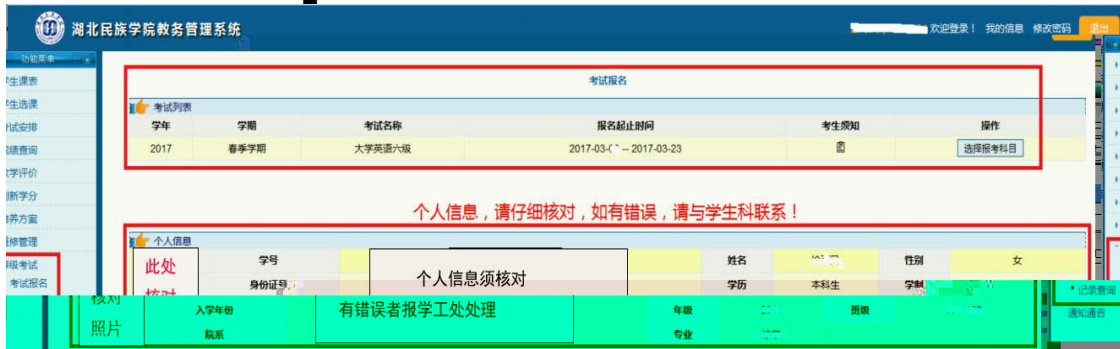 湖北民族学院教务管理系统
欢迎登录！ 我的信息 修改密码 退出
功能菜单
学生课表
学生选课
考试安排
成绩查询
教学评价
创新学分
培养方案
重修管理
等级考试
考试报名
考试报名
考试列表
学年 学期 考试名称 报名起止时间 考生须知 操作
2017 春季学期 大学英语六级 2017-03- -- 2017-03-23 选择报考科目
个人信息，请仔细核对，如有错误，请与学生科联系！
个人信息
此处
核对
照片
学号 姓名 性别 女
身份证号 个人信息须核对 学历 本科生 学制
入学年份 有错误者报学工处处理 年级 班级
院系 专业
记录查询
通知通告